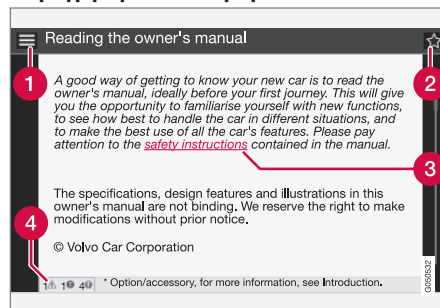 Reading the owner's manual
1
2
A good way of getting to know your new car is to read the
owner's manual, ideally before your first journey. This will give
you the opportunity to familiarise yourself with new functions,
to see how best to handle the car in different situations, and
to make the best use of all the car's features. Please pay
attention to the safety instructions contained in the manual.
3
The specifications, design features and illustrations in this
owner's manual are not binding. We reserve the right to make
modifications without prior notice.
4
© Volvo Car Corporation
1 1 4 * Option/accessory, for more information, see Introduction.
G050532